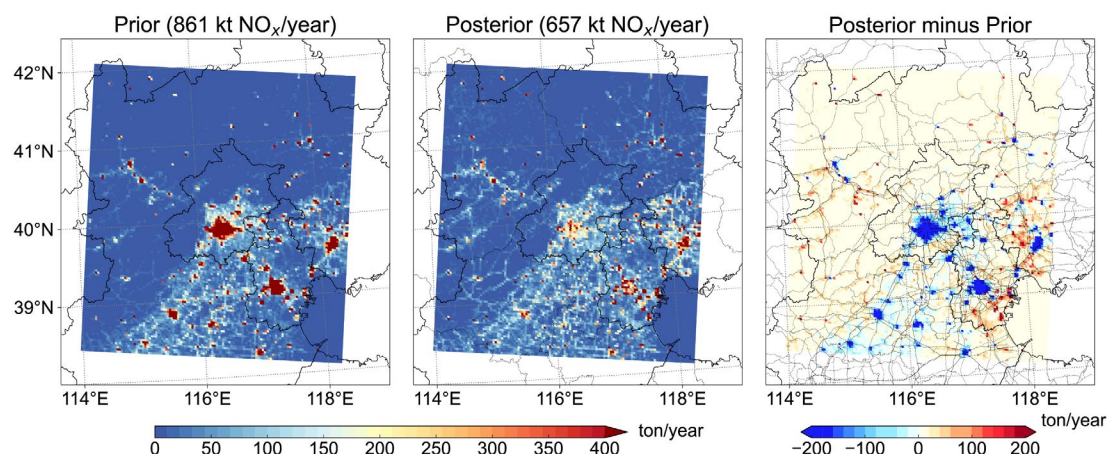 Prior (861 kt NOx/year)
Posterior (657 kt NOx/year)
Posterior minus Prior
42°N
41°N
40°N
39°N
114°E 116°E 118°E
114°E 116°E 118°E
114°E 116°E 118°E
0 50 100 150 200 250 300 350 400 ton/year
ton/year
−200 −100 0 100 200